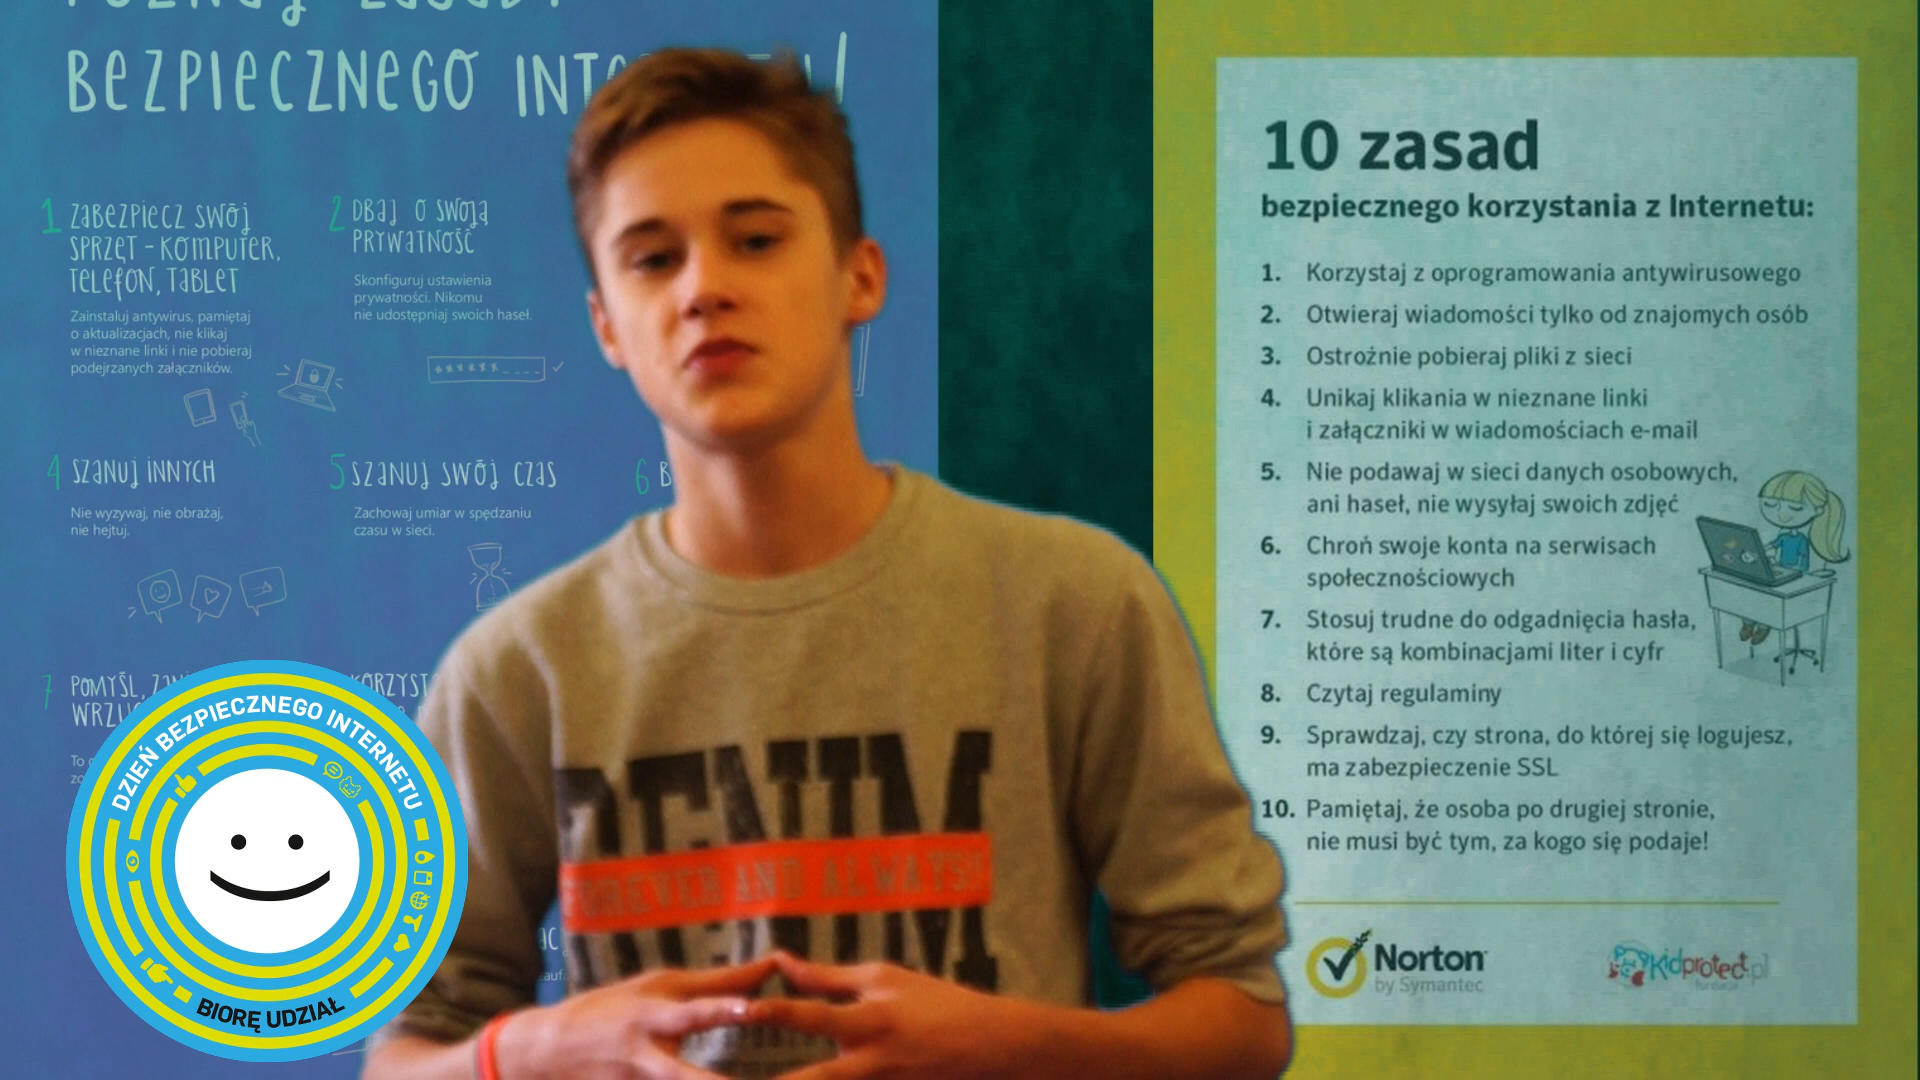 BEZPIECZNEGO
1 ZABEZPIECZ SWÓJ
SPRZĘT - KOMPUTER,
TELEFON, TABLET
Zainstaluj antywirus, pamiętaj
o aktualizacjach, nie klikaj
w nieznane linki i nie pobieraj
podejrzanych załączników.
2 DBAJ O SWOJĄ
PRYWATNOŚĆ
Skonfiguruj ustawienia
prywatności. Nikomu
nie udostępniaj swoich haseł.
4 SZANUJ INNYCH
Nie wyzywaj, nie obrażaj,
nie hejtuj.
5 SZANUJ SWÓJ CZAS
Zachowaj umiar w spędzaniu
czasu w sieci.
6
7 POMYŚL,
DZIEŃ BEZPIECZNEGO INTERNETU
BIORĘ UDZIAŁ
DENIM
FOREVER AND ALWAYS
DENIM
10 zasad
bezpiecznego korzystania z Internetu:
1. Korzystaj z oprogramowania antywirusowego
2. Otwieraj wiadomości tylko od znajomych osób
3. Ostrożnie pobieraj pliki z sieci
4. Unikaj klikania w nieznane linki
i załączniki w wiadomościach e-mail
5. Nie podawaj w sieci danych osobowych,
ani haseł, nie wysyłaj swoich zdjęć
6. Chroń swoje konta na serwisach
społecznościowych
7. Stosuj trudne do odgadnięcia hasła,
które są kombinacjami liter i cyfr
8. Czytaj regulaminy
9. Sprawdzaj, czy strona, do której się logujesz,
ma zabezpieczenie SSL
10. Pamiętaj, że osoba po drugiej stronie,
nie musi być tym, za kogo się podaje!
Norton
by Symantec
kidprotect.pl
fundacja